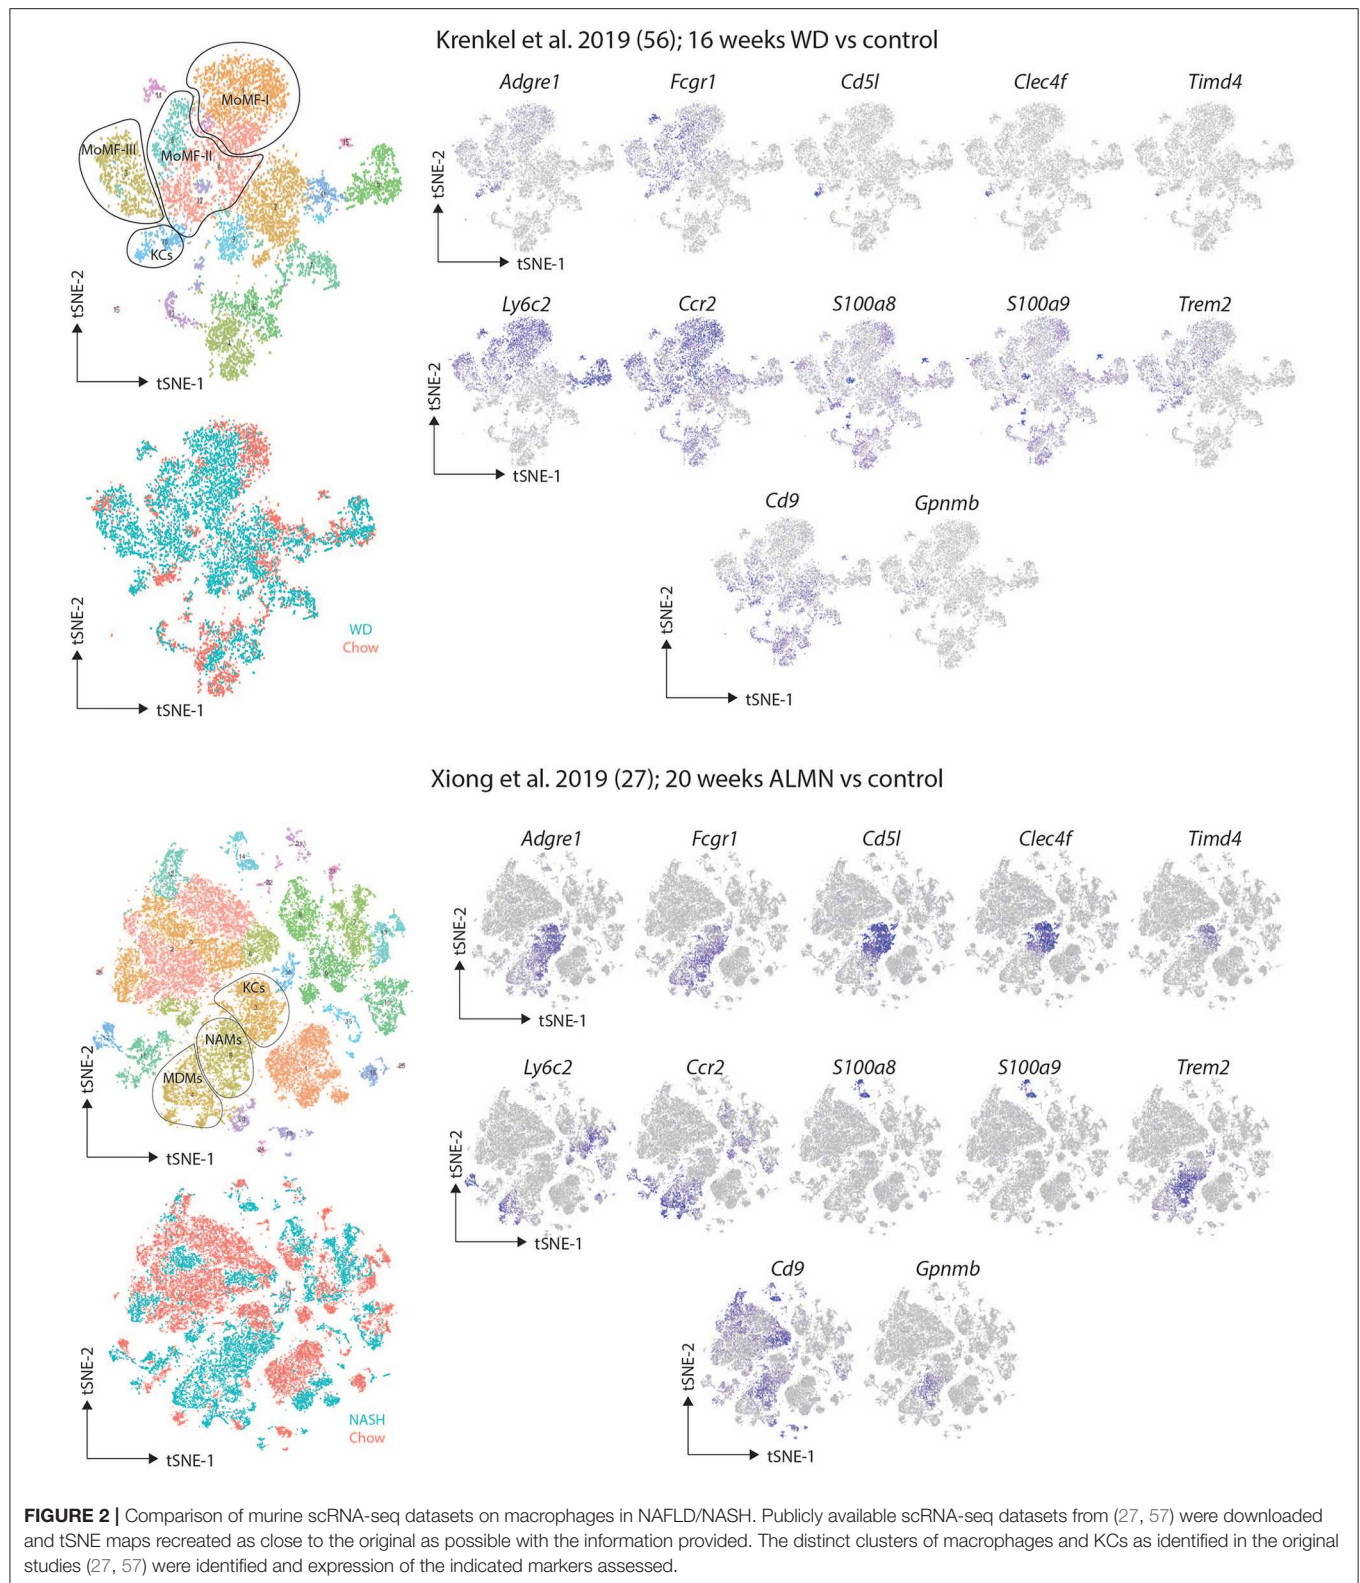 Krenkel et al. 2019 (56); 16 weeks WD vs control
MoMF-I
MoMF-III
MoMF-II
KCs
14
15
16
tSNE-2
tSNE-1
Adgre1
Fcgr1
Cd5l
Clec4f
Timd4
tSNE-2
tSNE-1
Ly6c2
Ccr2
S100a8
S100a9
Trem2
tSNE-2
tSNE-1
WD
Chow
tSNE-2
tSNE-1
Cd9
Gpnmb
tSNE-2
tSNE-1
Xiong et al. 2019 (27); 20 weeks ALMN vs control
KCs
NAMs
MDMs
14
tSNE-2
tSNE-1
Adgre1
Fcgr1
Cd5l
Clec4f
Timd4
tSNE-2
tSNE-1
Ly6c2
Ccr2
S100a8
S100a9
Trem2
tSNE-2
tSNE-1
NASH
Chow
tSNE-2
tSNE-1
Cd9
Gpnmb
tSNE-2
tSNE-1
FIGURE 2 | Comparison of murine scRNA-seq datasets on macrophages in NAFLD/NASH. Publicly available scRNA-seq datasets from (27, 57) were downloaded
and tSNE maps recreated as close to the original as possible with the information provided. The distinct clusters of macrophages and KCs as identified in the original
studies (27, 57) were identified and expression of the indicated markers assessed.